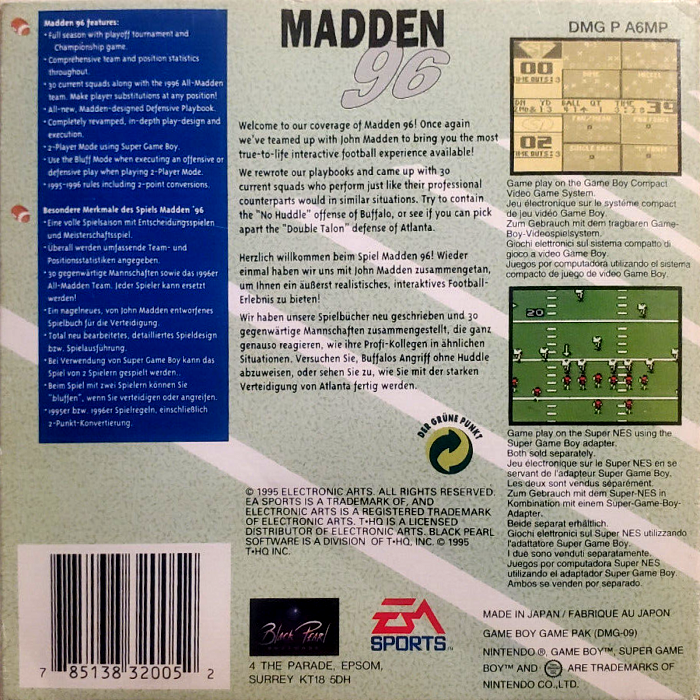 Madden 96 features:
• Full season with playoff tournament and
Championship game.
• Comprehensive team and position statistics
throughout.
• 30 current squads along with the 1996 All-Madden
team. Make player substitutions at any position!
• All-new, Madden-designed Defensive Playbook.
• Completely revamped, in-depth play-design and
execution.
• 2-Player Mode using Super Game Boy.
• Use the Bluff Mode when executing an offensive or
defensive play when playing 2-Player Mode.
• 1995-1996 rules including 2-point conversions.
Besondere Merkmale des Spiels Madden '96
• Eine volle Spielsaison mit Entscheidungsspielen
und Meisterschaftsspiel.
• Überall werden umfassende Team- und
Positionsstatistiken angegeben.
• 30 gegenwärtige Mannschaften sowie das 1996er
All-Madden Team. Jeder Spieler kann ersetzt
werden!
• Ein nagelneues, von John Madden entworfenes
Spielbuch für die Verteidigung.
• Total neu bearbeitetes, detailliertes Spieldesign
bzw. Spielausführung.
• Bei Verwendung von Super Game Boy kann das
Spiel von 2 Spielern gespielt werden..
• Beim Spiel mit zwei Spielern können Sie
"bluffen", wenn Sie verteidigen oder angreifen.
• 1995er bzw. 1996er Spielregeln, einschließlich
2-Punkt-Konvertierung.
MADDEN
96
Welcome to our coverage of Madden 96! Once again
we've teamed up with John Madden to bring you the most
true-to-life interactive football experience available!
We rewrote our playbooks and came up with 30
current squads who perform just like their professional
counterparts would in similar situations. Try to contain
the "No Huddle" offense of Buffalo, or see if you can pick
apart the "Double Talon" defense of Atlanta.
Herzlich willkommen beim Spiel Madden 96! Wieder
einmal haben wir uns mit John Madden zusammengetan,
um Ihnen ein äußerst realistisches, interaktives Football-
Erlebnis zu bieten!
Wir haben unsere Spielbücher neu geschrieben und 30
gegenwärtige Mannschaften zusammengestellt, die ganz
genauso reagieren, wie ihre Profi-Kollegen in ähnlichen
Situationen. Versuchen Sie, Buffalos Angriff ohne Huddle
abzuweisen, oder sehen Sie zu, wie Sie mit der starken
Verteidigung von Atlanta fertig werden.
DER GRÜNE PUNKT
© 1995 ELECTRONIC ARTS. ALL RIGHTS RESERVED.
EA SPORTS IS A TRADEMARK OF, AND
ELECTRONIC ARTS IS A REGISTERED TRADEMARK
OF ELECTRONIC ARTS. T•HQ IS A LICENSED
DISTRIBUTOR OF ELECTRONIC ARTS. BLACK PEARL
SOFTWARE IS A DIVISION OF T•HQ, INC. © 1995
T•HQ INC.
DMG P A6MP
00
TIME OUTS:3
DN YD BALL QT TIME
39
02
TIME OUTS:3
Game play on the Game Boy Compact
Video Game System.
Jeu électronique sur le système compact
de jeu vidéo Game Boy.
Zum Gebrauch mit dem tragbaren Game-
Boy-Videospielsystem.
Giochi elettronici sul sistema compatto di
gioco a video Game Boy.
Juegos por computadora utilizando el sistema
compacto de juego de video Game Boy.
20
Game play on the Super NES using the
Super Game Boy adapter.
Both sold separately.
Jeu électronique sur le Super NES en se
servant de l'adaptateur Super Game Boy.
Les deux sont vendus séparément.
Zum Gebrauch mit dem Super-NES in
Kombination mit einem Super-Game-Boy-
Adapter.
Beide separat erhältlich.
Giochi elettronici sul Super NES utilizzando
l'adattatore Super Game Boy.
I due sono venduti separatamente.
Juegos por computadora Super NES
utilizando el adaptador Super Game Boy.
Ambos se venden por separado.
7 85138 32005 2
Black Pearl
EA
SPORTS™
4 THE PARADE, EPSOM,
SURREY KT18 5DH
MADE IN JAPAN / FABRIQUE AU JAPON
GAME BOY GAME PAK (DMG-09)
NINTENDO®, GAME BOY™, SUPER GAME
BOY™ AND ARE TRADEMARKS OF
NINTENDO CO., LTD.